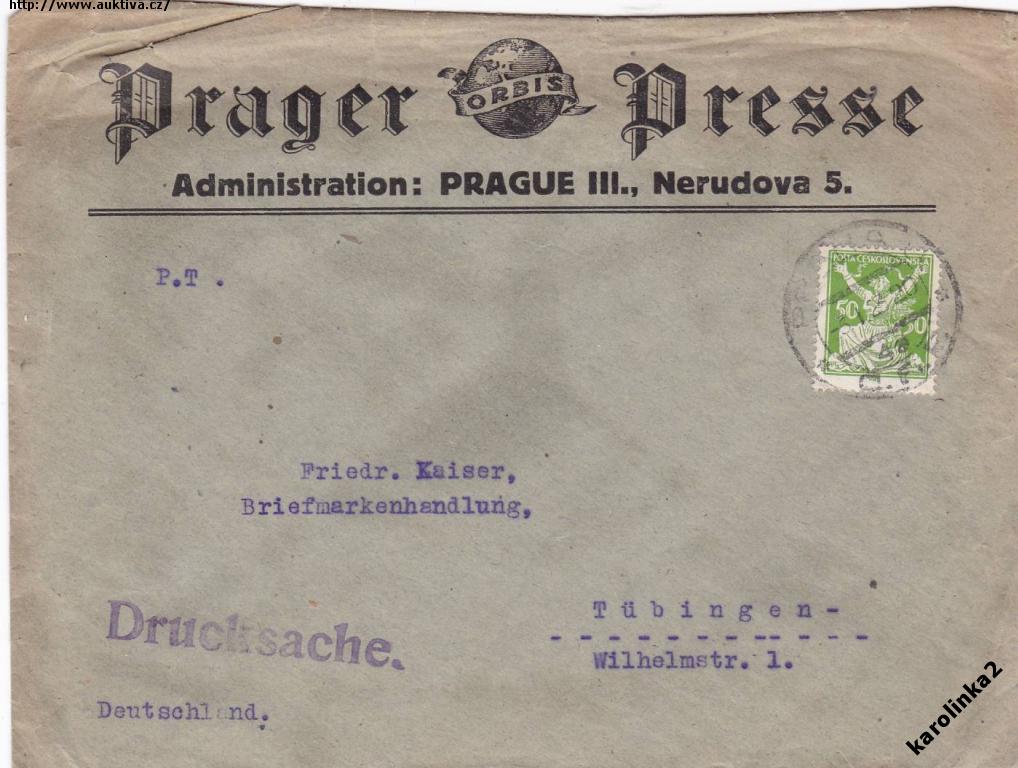 http://www.auktiva.cz/
Prager ORBIS Presse
Administration: PRAGUE III., Nerudova 5.
P.T .
POŠTA ČESKOSLOVENSKÁ
50 50
Friedr. Kaiser,
Briefmarkenhandlung,
Tübingen-
Drucksache.
Wilhelmstr. 1.
Deutschland.
karolinka2